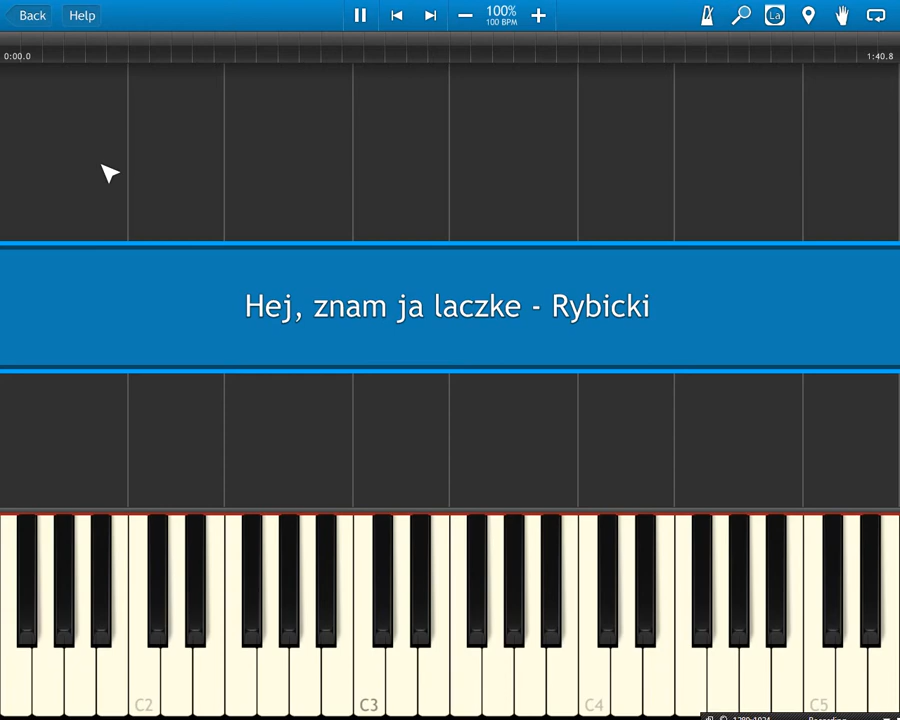 Back Help 100% La
100 BPM
0:00.0 1:40.8
Hej, znam ja laczke - Rybicki
C2 C3 C4 C5